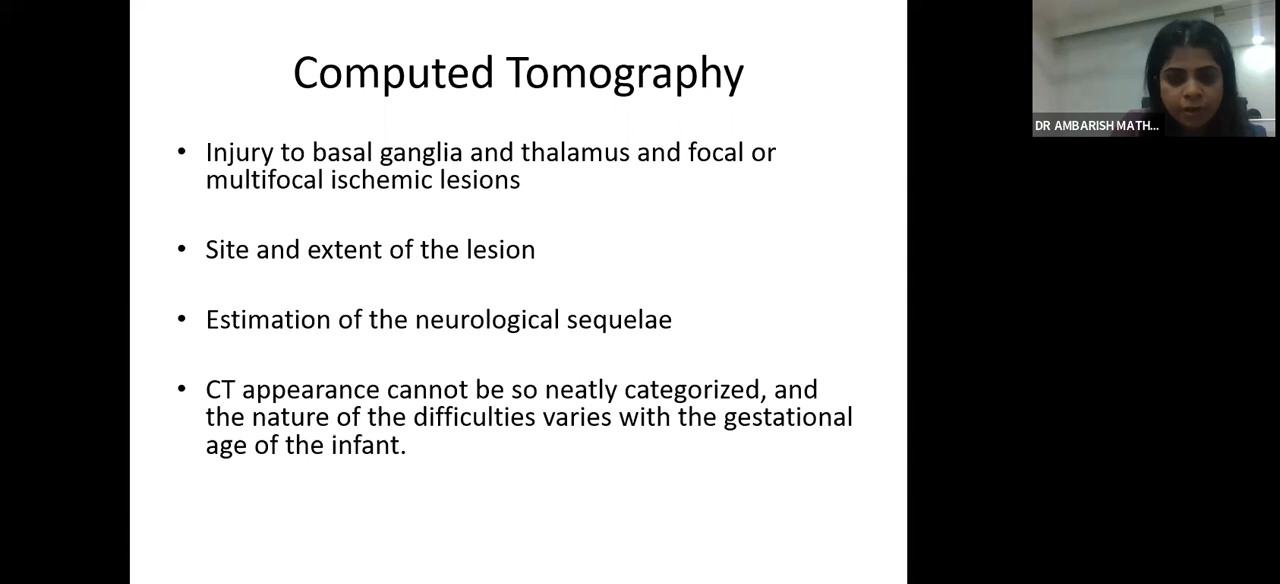 Computed Tomography
• Injury to basal ganglia and thalamus and focal or
multifocal ischemic lesions
• Site and extent of the lesion
• Estimation of the neurological sequelae
• CT appearance cannot be so neatly categorized, and
the nature of the difficulties varies with the gestational
age of the infant.
DR AMBARISH MATH...